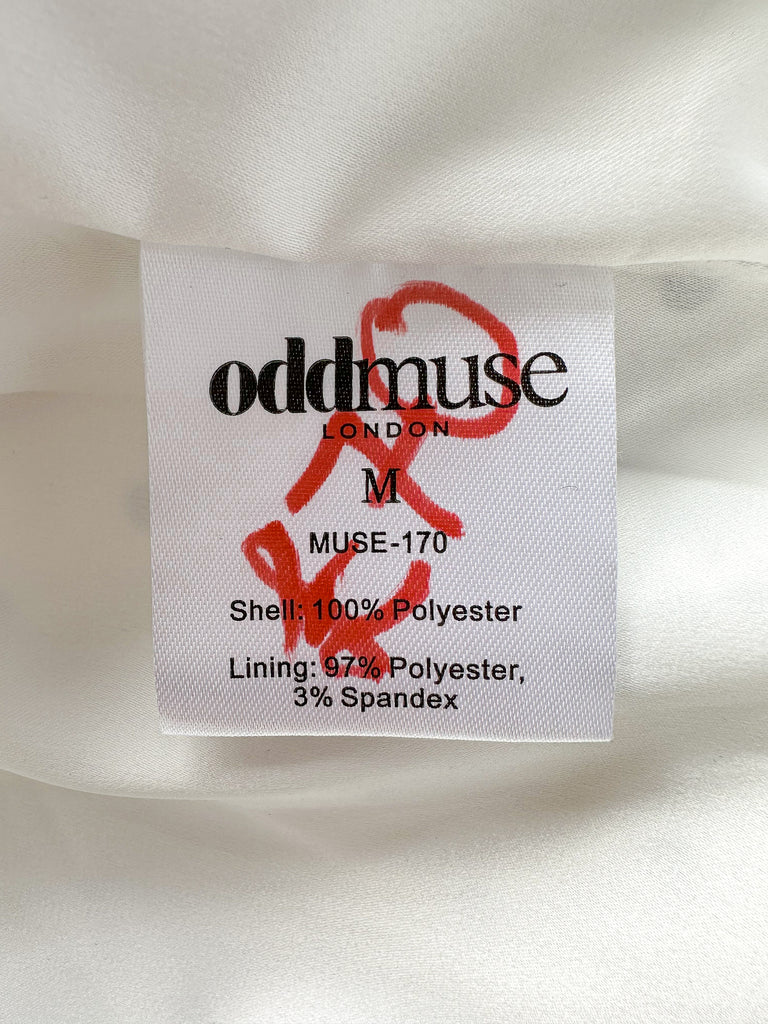 oddmuse
LONDON
M
MUSE-170
Shell: 100% Polyester
Lining: 97% Polyester,
3% Spandex